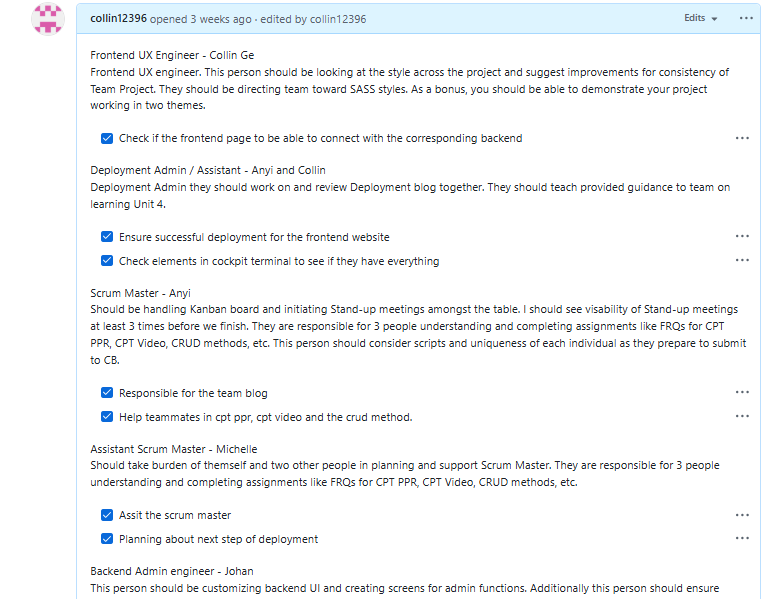 collin12396 opened 3 weeks ago · edited by collin12396 Edits
Frontend UX Engineer - Collin Ge
Frontend UX engineer. This person should be looking at the style across the project and suggest improvements for consistency of
Team Project. They should be directing team toward SASS styles. As a bonus, you should be able to demonstrate your project
working in two themes.
Check if the frontend page to be able to connect with the corresponding backend
Deployment Admin / Assistant - Anyi and Collin
Deployment Admin they should work on and review Deployment blog together. They should teach provided guidance to team on
learning Unit 4.
Ensure successful deployment for the frontend website
Check elements in cockpit terminal to see if they have everything
Scrum Master - Anyi
Should be handling Kanban board and initiating Stand-up meetings amongst the table. I should see visability of Stand-up meetings
at least 3 times before we finish. They are responsible for 3 people understanding and completing assignments like FRQs for CPT
PPR, CPT Video, CRUD methods, etc. This person should consider scripts and uniqueness of each individual as they prepare to submit
to CB.
Responsible for the team blog
Help teammates in cpt ppr, cpt video and the crud method.
Assistant Scrum Master - Michelle
Should take burden of themself and two other people in planning and support Scrum Master. They are responsible for 3 people
understanding and completing assignments like FRQs for CPT PPR, CPT Video, CRUD methods, etc.
Assit the scrum master
Planning about next step of deployment
Backend Admin engineer - Johan
This person should be customizing backend UI and creating screens for admin functions. Additionally this person should ensure